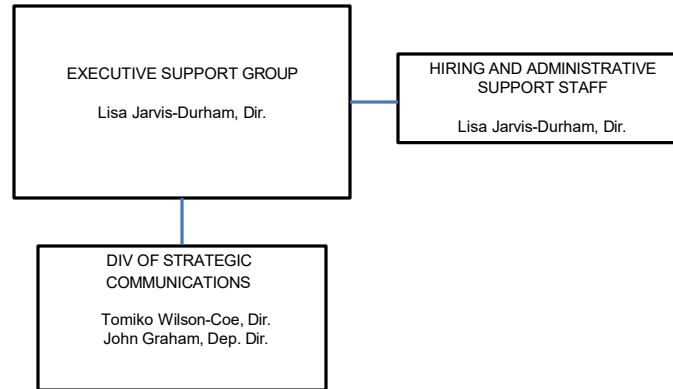 EXECUTIVE SUPPORT GROUP
Lisa Jarvis-Durham, Dir.
HIRING AND ADMINISTRATIVE
SUPPORT STAFF
Lisa Jarvis-Durham, Dir.
DIV OF STRATEGIC
COMMUNICATIONS
Tomiko Wilson-Coe, Dir.
John Graham, Dep. Dir.